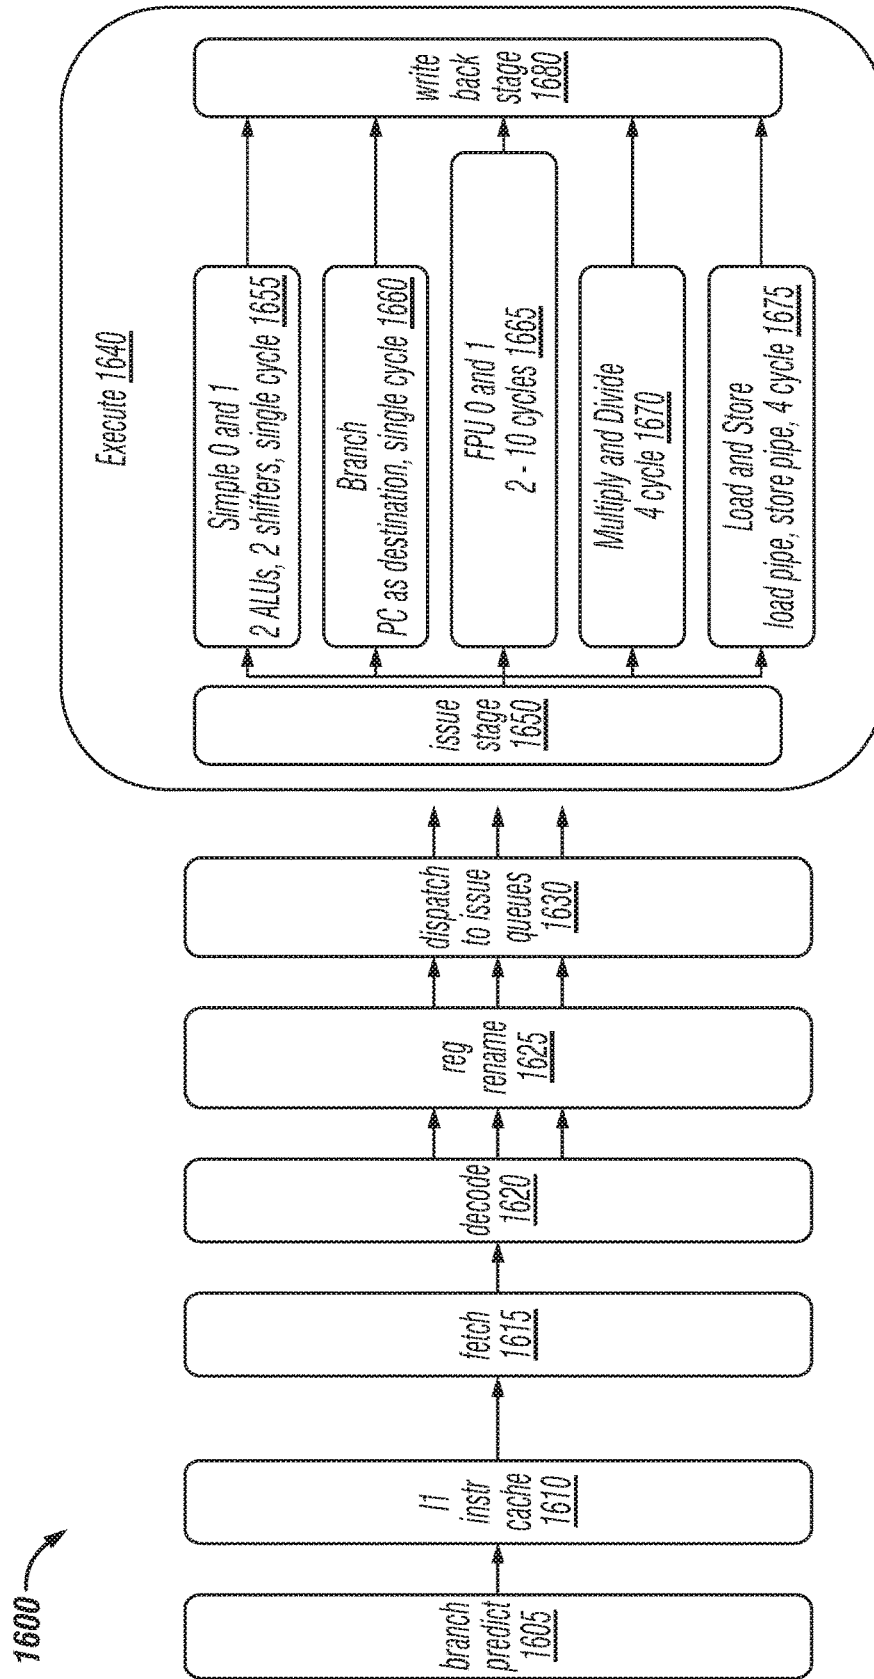 1600
branch
predict
1605
l1
instr
cache
1610
fetch
1615
decode
1620
reg
rename
1625
dispatch
to issue
queues
1630
Execute 1640
issue
stage
1650
Simple 0 and 1
2 ALUs, 2 shifters, single cycle 1655
Branch
PC as destination, single cycle 1660
FPU 0 and 1
2 - 10 cycles 1665
Multiply and Divide
4 cycle 1670
Load and Store
load pipe, store pipe, 4 cycle 1675
write
back
stage
1680